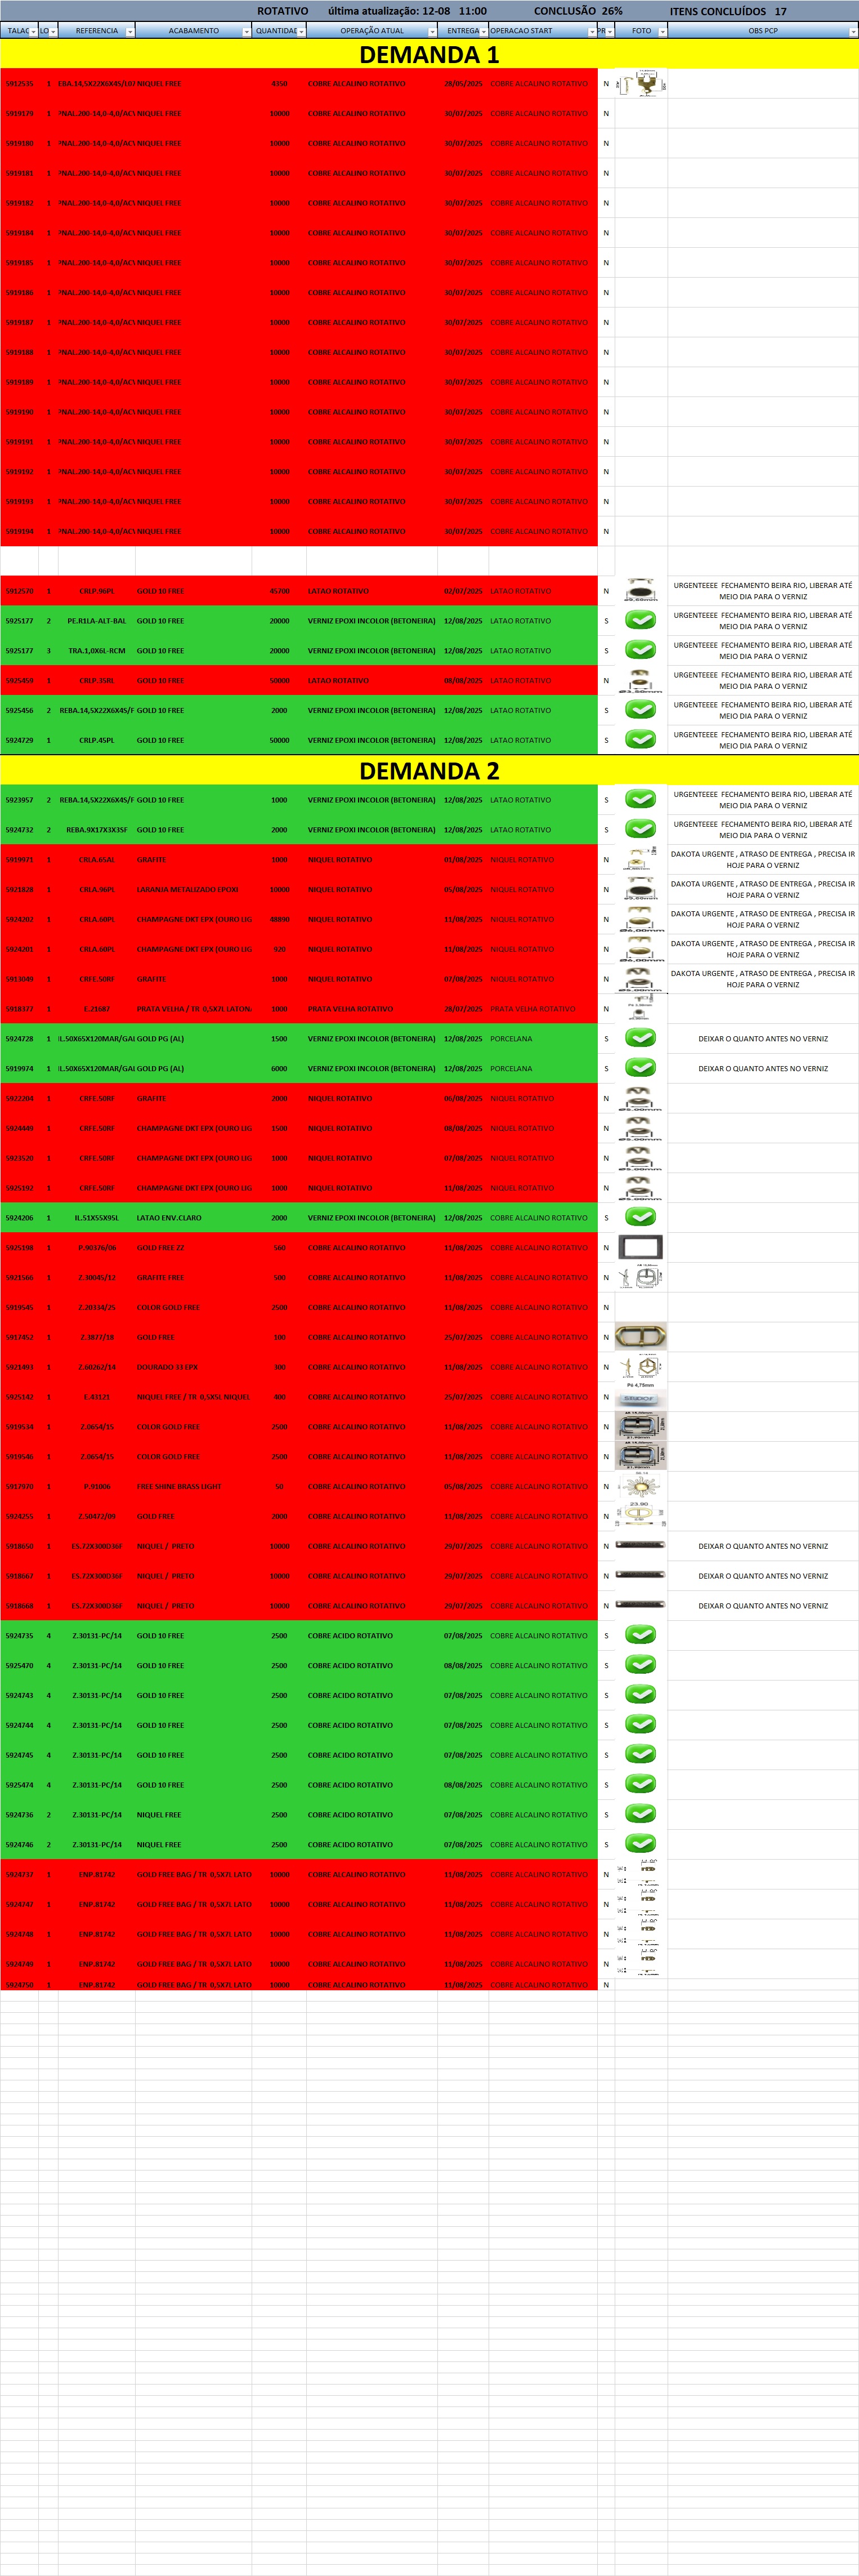 ROTATIVO última atualização: 12-08 11:00 CONCLUSÃO 26% ITENS CONCLUÍDOS 17
TALAC LO REFERENCIA ACABAMENTO QUANTIDAD OPERAÇÃO ATUAL ENTREGA OPERACAO START PR FOTO OBS PCP
DEMANDA 1
5912535 1 EBA.14,5X22X6X4S/10/ NIQUEL FREE 4350 COBRE ALCALINO ROTATIVO 28/05/2025 COBRE ALCALINO ROTATIVO N
5919179 1 PNAL.200-14,0-4,0/AC\ NIQUEL FREE 10000 COBRE ALCALINO ROTATIVO 30/07/2025 COBRE ALCALINO ROTATIVO N
5919180 1 PNAL.200-14,0-4,0/AC\ NIQUEL FREE 10000 COBRE ALCALINO ROTATIVO 30/07/2025 COBRE ALCALINO ROTATIVO N
5919181 1 PNAL.200-14,0-4,0/AC\ NIQUEL FREE 10000 COBRE ALCALINO ROTATIVO 30/07/2025 COBRE ALCALINO ROTATIVO N
5919182 1 PNAL.200-14,0-4,0/AC\ NIQUEL FREE 10000 COBRE ALCALINO ROTATIVO 30/07/2025 COBRE ALCALINO ROTATIVO N
5919184 1 PNAL.200-14,0-4,0/AC\ NIQUEL FREE 10000 COBRE ALCALINO ROTATIVO 30/07/2025 COBRE ALCALINO ROTATIVO N
5919185 1 PNAL.200-14,0-4,0/AC\ NIQUEL FREE 10000 COBRE ALCALINO ROTATIVO 30/07/2025 COBRE ALCALINO ROTATIVO N
5919186 1 PNAL.200-14,0-4,0/AC\ NIQUEL FREE 10000 COBRE ALCALINO ROTATIVO 30/07/2025 COBRE ALCALINO ROTATIVO N
5919187 1 PNAL.200-14,0-4,0/AC\ NIQUEL FREE 10000 COBRE ALCALINO ROTATIVO 30/07/2025 COBRE ALCALINO ROTATIVO N
5919188 1 PNAL.200-14,0-4,0/AC\ NIQUEL FREE 10000 COBRE ALCALINO ROTATIVO 30/07/2025 COBRE ALCALINO ROTATIVO N
5919189 1 PNAL.200-14,0-4,0/AC\ NIQUEL FREE 10000 COBRE ALCALINO ROTATIVO 30/07/2025 COBRE ALCALINO ROTATIVO N
5919190 1 PNAL.200-14,0-4,0/AC\ NIQUEL FREE 10000 COBRE ALCALINO ROTATIVO 30/07/2025 COBRE ALCALINO ROTATIVO N
5919191 1 PNAL.200-14,0-4,0/AC\ NIQUEL FREE 10000 COBRE ALCALINO ROTATIVO 30/07/2025 COBRE ALCALINO ROTATIVO N
5919192 1 PNAL.200-14,0-4,0/AC\ NIQUEL FREE 10000 COBRE ALCALINO ROTATIVO 30/07/2025 COBRE ALCALINO ROTATIVO N
5919193 1 PNAL.200-14,0-4,0/AC\ NIQUEL FREE 10000 COBRE ALCALINO ROTATIVO 30/07/2025 COBRE ALCALINO ROTATIVO N
5919194 1 PNAL.200-14,0-4,0/AC\ NIQUEL FREE 10000 COBRE ALCALINO ROTATIVO 30/07/2025 COBRE ALCALINO ROTATIVO N
5912570 1 CRLP.96PL GOLD 10 FREE 45700 LATAO ROTATIVO 02/07/2025 LATAO ROTATIVO N URGENTEEEE FECHAMENTO BEIRA RIO, LIBERAR ATÉ
MEIO DIA PARA O VERNIZ
5925177 2 PE.R1LA-ALT-BAL GOLD 10 FREE 20000 VERNIZ EPOXI INCOLOR (BETONEIRA) 12/08/2025 LATAO ROTATIVO S URGENTEEEE FECHAMENTO BEIRA RIO, LIBERAR ATÉ
MEIO DIA PARA O VERNIZ
5925177 3 TRA.1,0X6L-RCM GOLD 10 FREE 20000 VERNIZ EPOXI INCOLOR (BETONEIRA) 12/08/2025 LATAO ROTATIVO S URGENTEEEE FECHAMENTO BEIRA RIO, LIBERAR ATÉ
MEIO DIA PARA O VERNIZ
5925459 1 CRLP.35RL GOLD 10 FREE 50000 LATAO ROTATIVO 08/08/2025 LATAO ROTATIVO N URGENTEEEE FECHAMENTO BEIRA RIO, LIBERAR ATÉ
MEIO DIA PARA O VERNIZ
5925456 2 REBA.14,5X22X6X4S/F GOLD 10 FREE 2000 VERNIZ EPOXI INCOLOR (BETONEIRA) 12/08/2025 LATAO ROTATIVO S URGENTEEEE FECHAMENTO BEIRA RIO, LIBERAR ATÉ
MEIO DIA PARA O VERNIZ
5924729 1 CRLP.45PL GOLD 10 FREE 50000 VERNIZ EPOXI INCOLOR (BETONEIRA) 12/08/2025 LATAO ROTATIVO S URGENTEEEE FECHAMENTO BEIRA RIO, LIBERAR ATÉ
MEIO DIA PARA O VERNIZ
DEMANDA 2
5923957 2 REBA.14,5X22X6X4S/F GOLD 10 FREE 1000 VERNIZ EPOXI INCOLOR (BETONEIRA) 12/08/2025 LATAO ROTATIVO S URGENTEEEE FECHAMENTO BEIRA RIO, LIBERAR ATÉ
MEIO DIA PARA O VERNIZ
5924732 2 REBA.9X17X3X3SF GOLD 10 FREE 2000 VERNIZ EPOXI INCOLOR (BETONEIRA) 12/08/2025 LATAO ROTATIVO S URGENTEEEE FECHAMENTO BEIRA RIO, LIBERAR ATÉ
MEIO DIA PARA O VERNIZ
5919971 1 CRLA.65AL GRAFITE 1000 NIQUEL ROTATIVO 01/08/2025 NIQUEL ROTATIVO N DAKOTA URGENTE , ATRASO DE ENTREGA , PRECISA IR
HOJE PARA O VERNIZ
5921828 1 CRLA.96PL LARANJA METALIZADO EPOXI 10000 NIQUEL ROTATIVO 05/08/2025 NIQUEL ROTATIVO N DAKOTA URGENTE , ATRASO DE ENTREGA , PRECISA IR
HOJE PARA O VERNIZ
5924202 1 CRLA.60PL CHAMPAGNE DKT EPX (OURO LIG 48890 NIQUEL ROTATIVO 11/08/2025 NIQUEL ROTATIVO N Ø6,00mm DAKOTA URGENTE , ATRASO DE ENTREGA , PRECISA IR
HOJE PARA O VERNIZ
5924201 1 CRLA.60PL CHAMPAGNE DKT EPX (OURO LIG 920 NIQUEL ROTATIVO 11/08/2025 NIQUEL ROTATIVO N Ø6,00mm DAKOTA URGENTE , ATRASO DE ENTREGA , PRECISA IR
HOJE PARA O VERNIZ
5913049 1 CRFE.50RF GRAFITE 1000 NIQUEL ROTATIVO 07/08/2025 NIQUEL ROTATIVO N Ø5,00mm DAKOTA URGENTE , ATRASO DE ENTREGA , PRECISA IR
HOJE PARA O VERNIZ
5918377 1 E.21687 PRATA VELHA / TR 0,5X7L LATON. 1000 PRATA VELHA ROTATIVO 28/07/2025 PRATA VELHA ROTATIVO N
5924728 1 IL.50X65X120MAR/GAL GOLD PG (AL) 1500 VERNIZ EPOXI INCOLOR (BETONEIRA) 12/08/2025 PORCELANA S DEIXAR O QUANTO ANTES NO VERNIZ
5919974 1 IL.50X65X120MAR/GAL GOLD PG (AL) 6000 VERNIZ EPOXI INCOLOR (BETONEIRA) 12/08/2025 PORCELANA S DEIXAR O QUANTO ANTES NO VERNIZ
5922204 1 CRFE.50RF GRAFITE 2000 NIQUEL ROTATIVO 06/08/2025 NIQUEL ROTATIVO N Ø5,00mm
5924449 1 CRFE.50RF CHAMPAGNE DKT EPX (OURO LIG 1500 NIQUEL ROTATIVO 08/08/2025 NIQUEL ROTATIVO N Ø5,00mm
5923520 1 CRFE.50RF CHAMPAGNE DKT EPX (OURO LIG 1000 NIQUEL ROTATIVO 07/08/2025 NIQUEL ROTATIVO N Ø5,00mm
5925192 1 CRFE.50RF CHAMPAGNE DKT EPX (OURO LIG 1000 NIQUEL ROTATIVO 11/08/2025 NIQUEL ROTATIVO N Ø5,00mm
5924206 1 IL.51X55X95L LATAO ENV.CLARO 2000 VERNIZ EPOXI INCOLOR (BETONEIRA) 12/08/2025 COBRE ALCALINO ROTATIVO S
5925198 1 P.90376/06 GOLD FREE ZZ 560 COBRE ALCALINO ROTATIVO 11/08/2025 COBRE ALCALINO ROTATIVO N
5921566 1 Z.30045/12 GRAFITE FREE 500 COBRE ALCALINO ROTATIVO 11/08/2025 COBRE ALCALINO ROTATIVO N
5919545 1 Z.20334/25 COLOR GOLD FREE 2500 COBRE ALCALINO ROTATIVO 11/08/2025 COBRE ALCALINO ROTATIVO N
5917452 1 Z.3877/18 GOLD FREE 100 COBRE ALCALINO ROTATIVO 25/07/2025 COBRE ALCALINO ROTATIVO N
5921493 1 Z.60262/14 DOURADO 33 EPX 300 COBRE ALCALINO ROTATIVO 11/08/2025 COBRE ALCALINO ROTATIVO N
5925142 1 E.43121 NIQUEL FREE / TR 0,5X5L NIQUEL 400 COBRE ALCALINO ROTATIVO 25/07/2025 COBRE ALCALINO ROTATIVO N Pé 4,75mm
5919534 1 Z.0654/15 COLOR GOLD FREE 2500 COBRE ALCALINO ROTATIVO 11/08/2025 COBRE ALCALINO ROTATIVO N
5919546 1 Z.0654/15 COLOR GOLD FREE 2500 COBRE ALCALINO ROTATIVO 11/08/2025 COBRE ALCALINO ROTATIVO N
5917970 1 P.91006 FREE SHINE BRASS LIGHT 50 COBRE ALCALINO ROTATIVO 05/08/2025 COBRE ALCALINO ROTATIVO N
5924255 1 Z.50472/09 GOLD FREE 2000 COBRE ALCALINO ROTATIVO 11/08/2025 COBRE ALCALINO ROTATIVO N 23.90
5918650 1 ES.72X300D36F NIQUEL / PRETO 10000 COBRE ALCALINO ROTATIVO 29/07/2025 COBRE ALCALINO ROTATIVO N DEIXAR O QUANTO ANTES NO VERNIZ
5918667 1 ES.72X300D36F NIQUEL / PRETO 10000 COBRE ALCALINO ROTATIVO 29/07/2025 COBRE ALCALINO ROTATIVO N DEIXAR O QUANTO ANTES NO VERNIZ
5918668 1 ES.72X300D36F NIQUEL / PRETO 10000 COBRE ALCALINO ROTATIVO 29/07/2025 COBRE ALCALINO ROTATIVO N DEIXAR O QUANTO ANTES NO VERNIZ
5924735 4 Z.30131-PC/14 GOLD 10 FREE 2500 COBRE ACIDO ROTATIVO 07/08/2025 COBRE ALCALINO ROTATIVO S
5925470 4 Z.30131-PC/14 GOLD 10 FREE 2500 COBRE ACIDO ROTATIVO 08/08/2025 COBRE ALCALINO ROTATIVO S
5924743 4 Z.30131-PC/14 GOLD 10 FREE 2500 COBRE ACIDO ROTATIVO 07/08/2025 COBRE ALCALINO ROTATIVO S
5924744 4 Z.30131-PC/14 GOLD 10 FREE 2500 COBRE ACIDO ROTATIVO 07/08/2025 COBRE ALCALINO ROTATIVO S
5924745 4 Z.30131-PC/14 GOLD 10 FREE 2500 COBRE ACIDO ROTATIVO 07/08/2025 COBRE ALCALINO ROTATIVO S
5925474 4 Z.30131-PC/14 GOLD 10 FREE 2500 COBRE ACIDO ROTATIVO 08/08/2025 COBRE ALCALINO ROTATIVO S
5924736 2 Z.30131-PC/14 NIQUEL FREE 2500 COBRE ACIDO ROTATIVO 07/08/2025 COBRE ALCALINO ROTATIVO S
5924746 2 Z.30131-PC/14 NIQUEL FREE 2500 COBRE ACIDO ROTATIVO 07/08/2025 COBRE ALCALINO ROTATIVO S
5924737 1 ENP.81742 GOLD FREE BAG / TR 0,5X7L LATO 10000 COBRE ALCALINO ROTATIVO 11/08/2025 COBRE ALCALINO ROTATIVO N
5924747 1 ENP.81742 GOLD FREE BAG / TR 0,5X7L LATO 10000 COBRE ALCALINO ROTATIVO 11/08/2025 COBRE ALCALINO ROTATIVO N
5924748 1 ENP.81742 GOLD FREE BAG / TR 0,5X7L LATO 10000 COBRE ALCALINO ROTATIVO 11/08/2025 COBRE ALCALINO ROTATIVO N
5924749 1 ENP.81742 GOLD FREE BAG / TR 0,5X7L LATO 10000 COBRE ALCALINO ROTATIVO 11/08/2025 COBRE ALCALINO ROTATIVO N
5924750 1 ENP.81742 GOLD FREE BAG / TR 0,5X7L LATO 10000 COBRE ALCALINO ROTATIVO 11/08/2025 COBRE ALCALINO ROTATIVO N